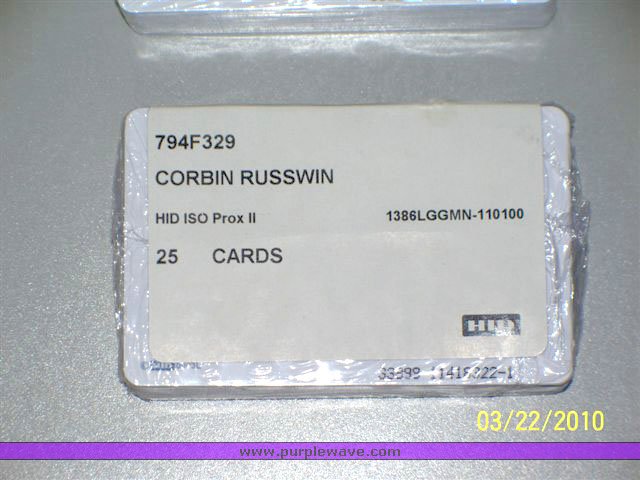 794F329
CORBIN RUSSWIN
HID ISO Prox II 1386LGGMN-110100
25 CARDS
HID
03/22/2010
www.purplewave.com